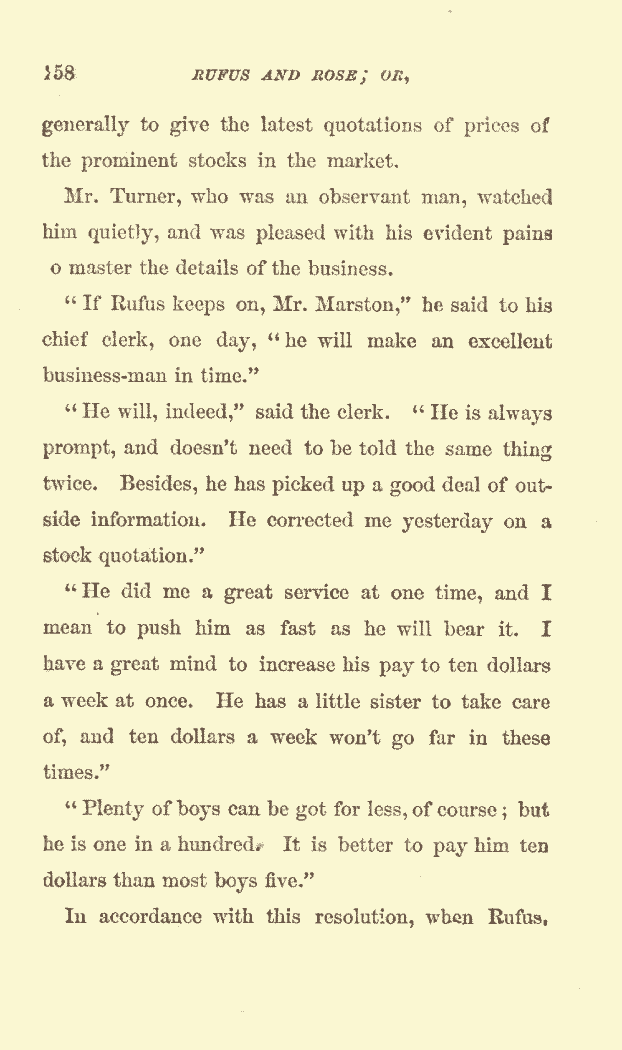 158 RUFUS AND ROSE; OR,
generally to give the latest quotations of prices of
the prominent stocks in the market.
Mr. Turner, who was an observant man, watched
him quietly, and was pleased with his evident pains
o master the details of the business.
“If Rufus keeps on, Mr. Marston,” he said to his
chief clerk, one day, “he will make an excellent
business-man in time.”
“He will, indeed,” said the clerk. “He is always
prompt, and doesn’t need to be told the same thing
twice. Besides, he has picked up a good deal of out-
side information. He corrected me yesterday on a
stock quotation.”
“He did me a great service at one time, and I
mean to push him as fast as he will bear it. I
have a great mind to increase his pay to ten dollars
a week at once. He has a little sister to take care
of, and ten dollars a week won’t go far in these
times.”
“Plenty of boys can be got for less, of course; but
he is one in a hundred. It is better to pay him ten
dollars than most boys five.”
In accordance with this resolution, when Rufus,